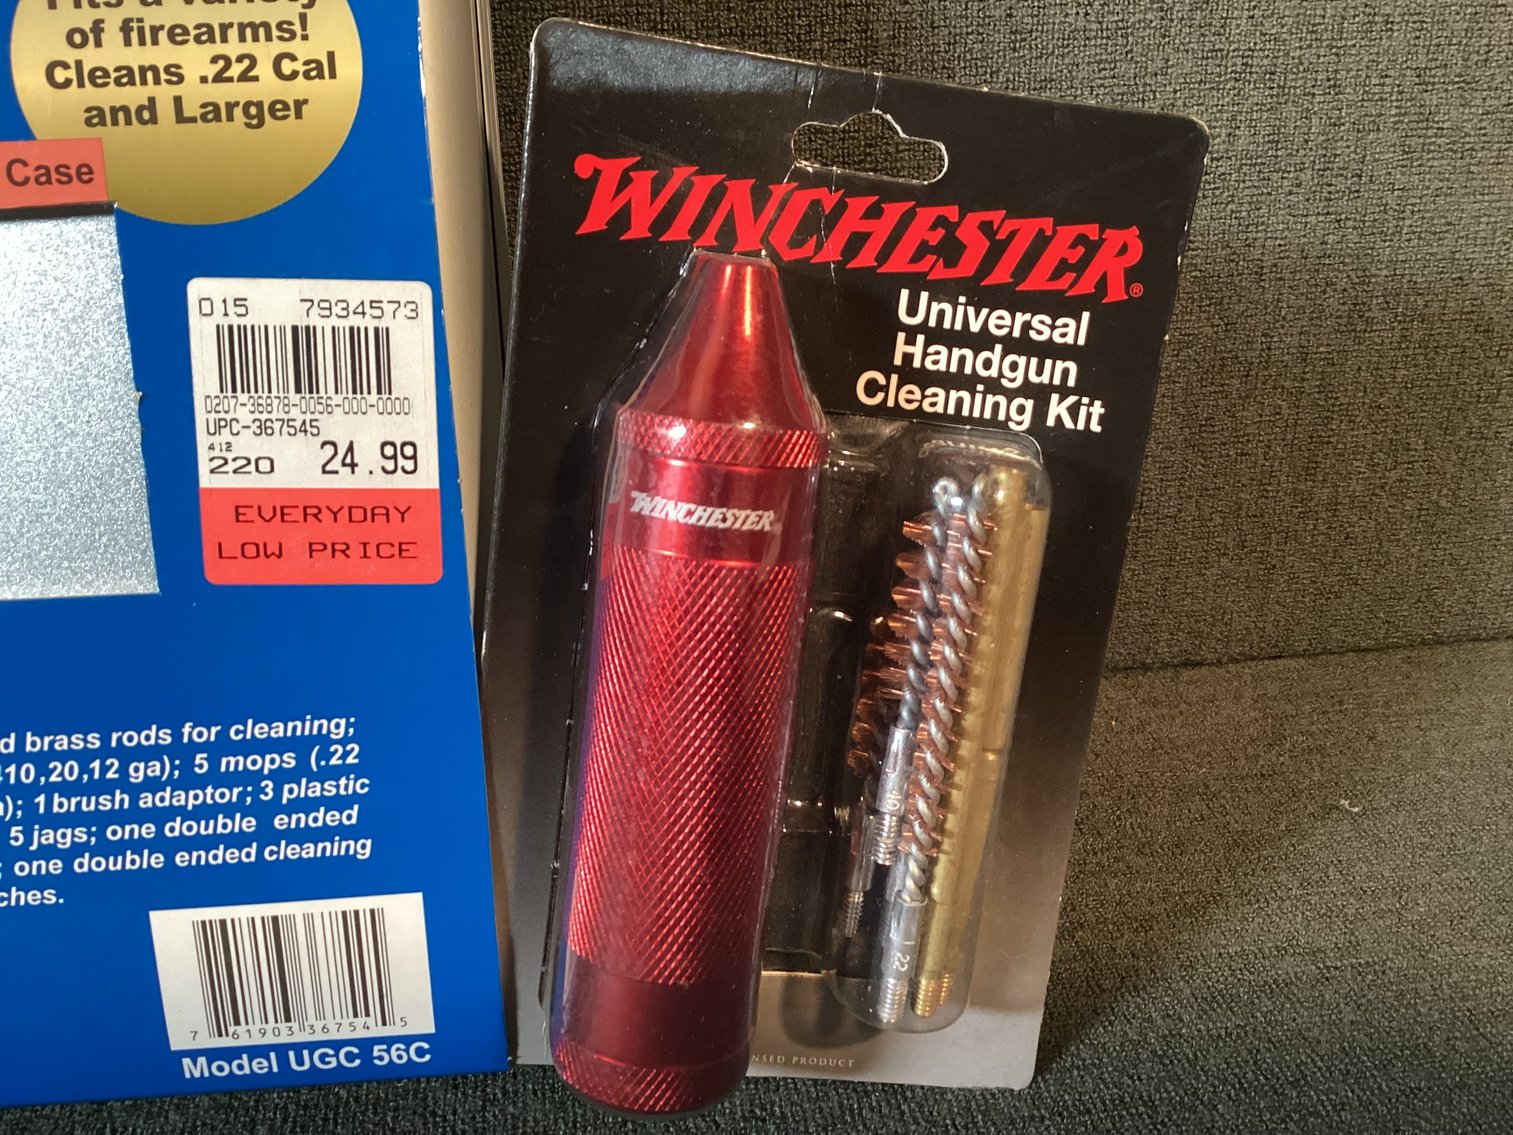 of firearms!
Cleans .22 Cal
and Larger
Case
015 7934573
0207-36878-0056-000-0000
UPC-367545
412
220 24.99
EVERYDAY
LOW PRICE
brass rods for cleaning;
10,20,12 ga); 5 mops (.22
); 1 brush adaptor; 3 plastic
5 jags; one double ended
; one double ended cleaning
ches.
7 61903 36754 5
Model UGC 56C
WINCHESTER®
Universal
Handgun
Cleaning Kit
WINCHESTER
40
22
NSED PRODUCT